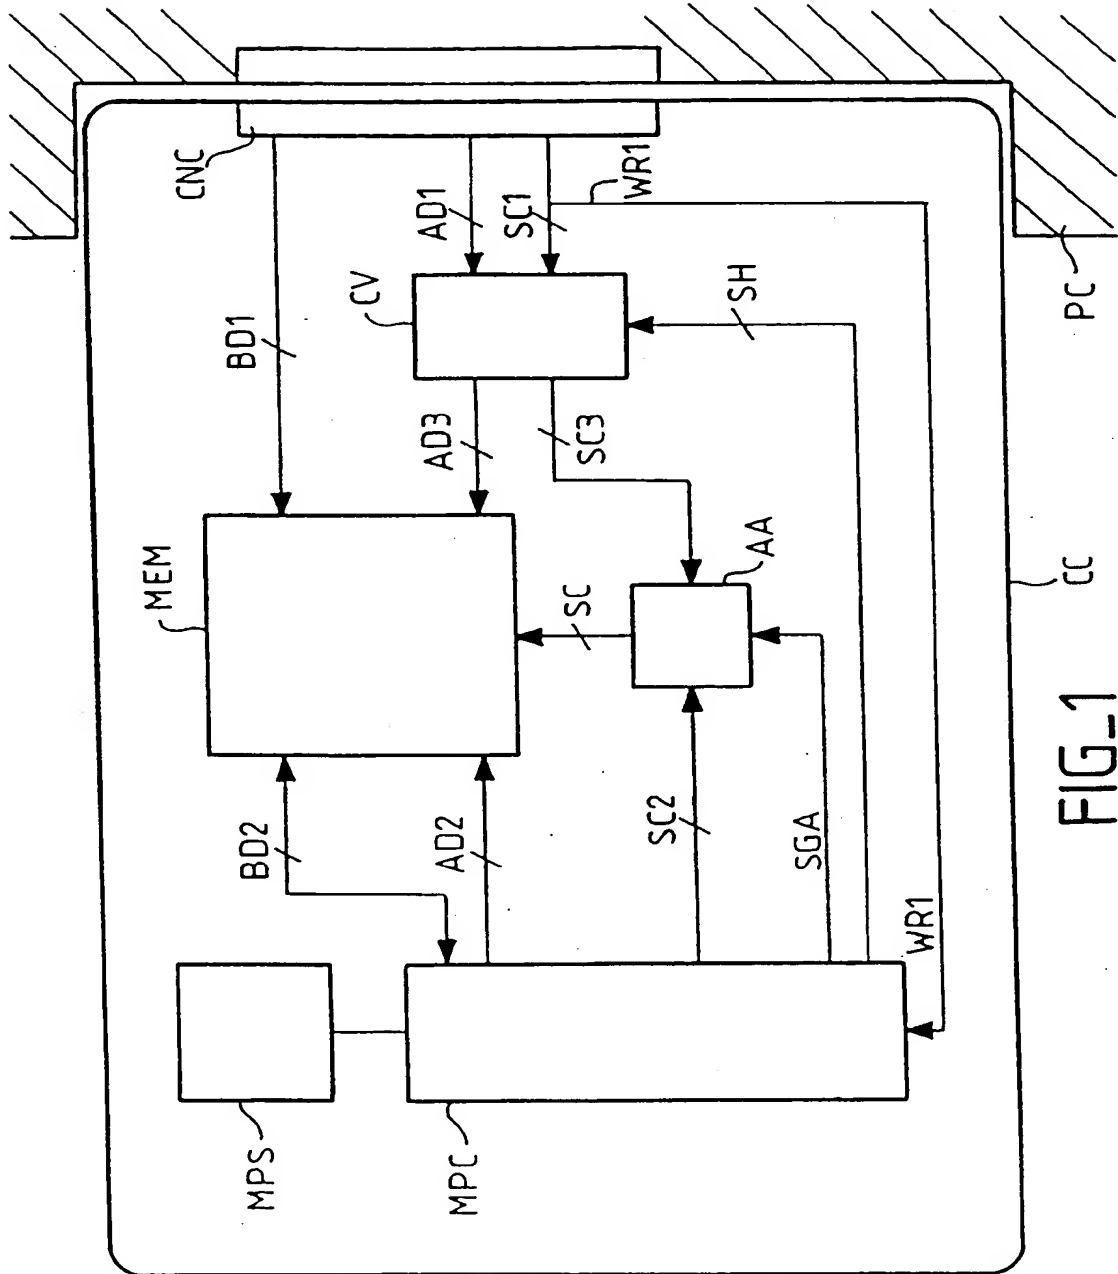 MPS
MPC
BD2
AD2
SC2
SGA
WR1
MEM
SC
AA
BD1
AD3
SC3
CV
SH
CNC
AD1
SC1
WR1
PC
CC
FIG_1